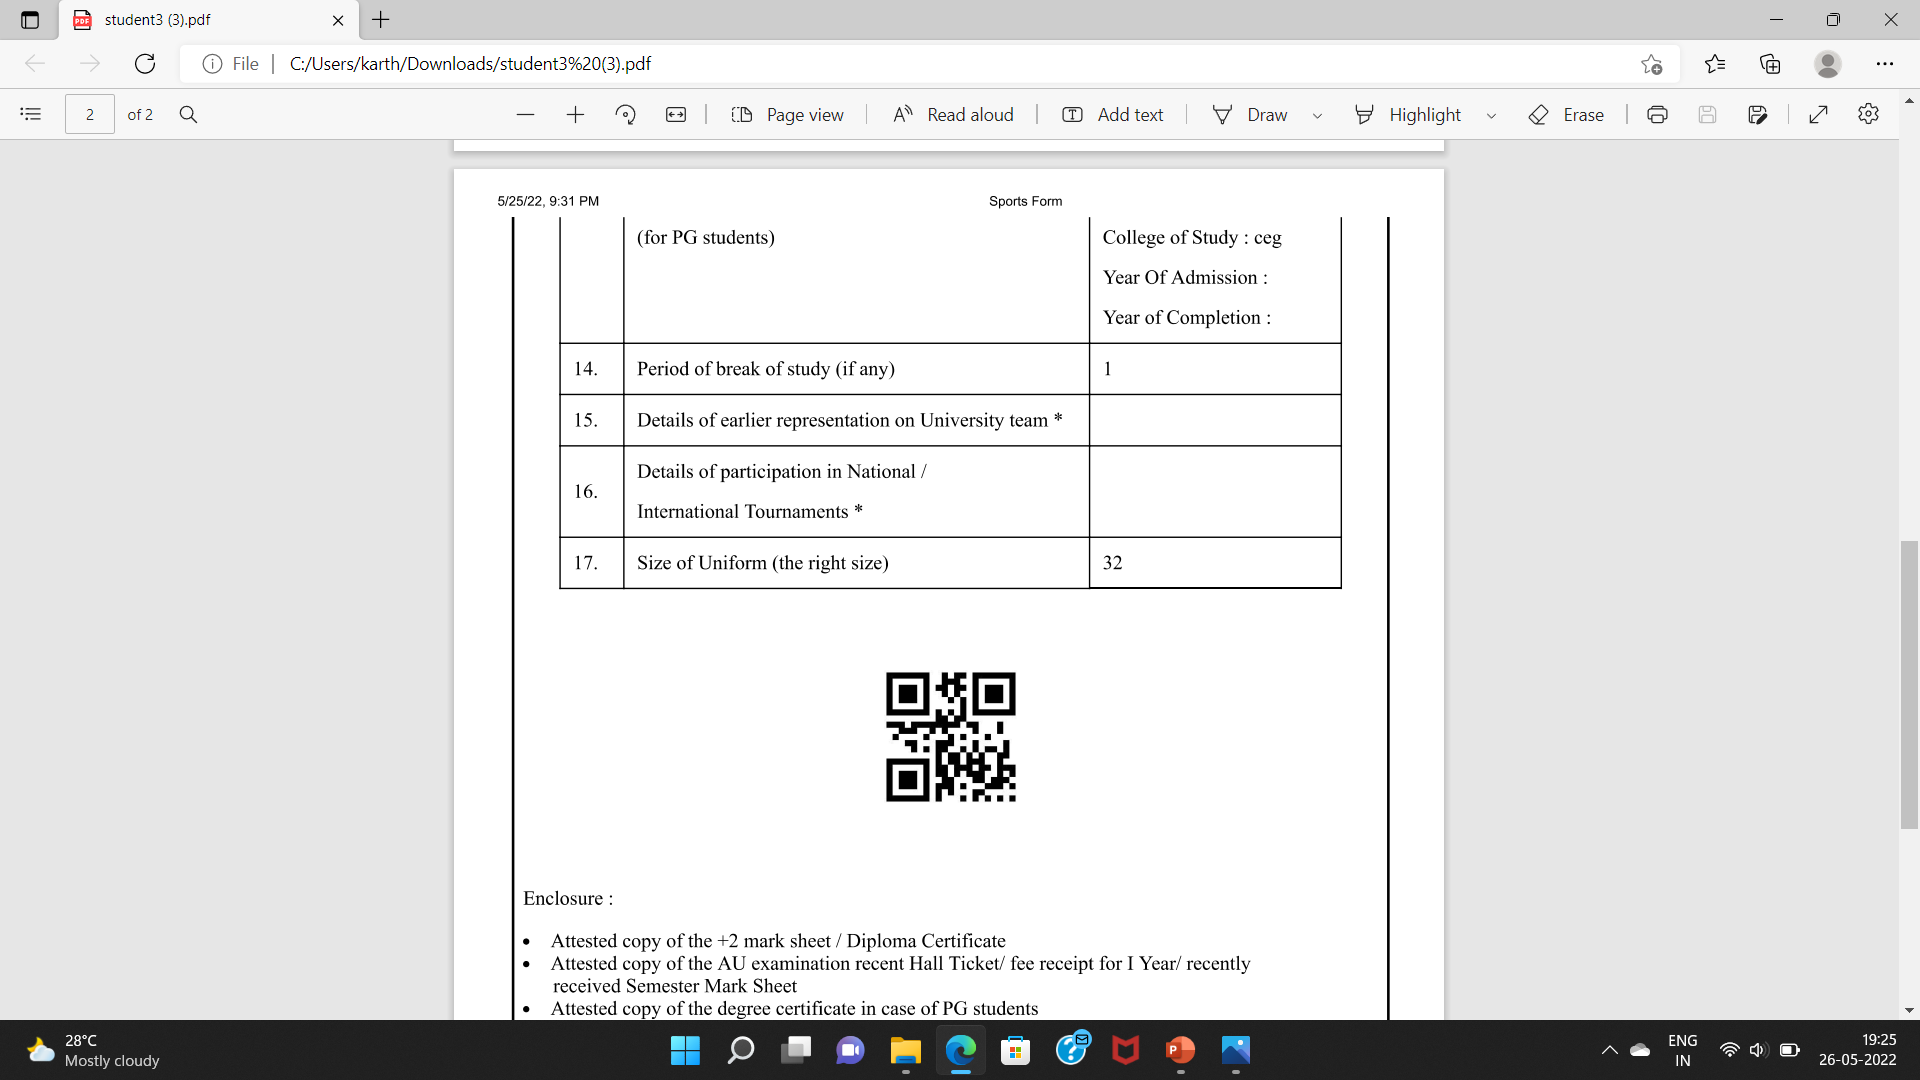 student3 (3).pdf
File
C:/Users/karth/Downloads/student3%20(3).pdf
2
of 2
Page view
Read aloud
Add text
Draw
Highlight
Erase
5/25/22, 9:31 PM
Sports Form
(for PG students)
College of Study : ceg
Year Of Admission :
Year of Completion :
14.
Period of break of study (if any)
1
15.
Details of earlier representation on University team *
16.
Details of participation in National /
International Tournaments *
17.
Size of Uniform (the right size)
32
Enclosure :
• Attested copy of the +2 mark sheet / Diploma Certificate
• Attested copy of the AU examination recent Hall Ticket/ fee receipt for I Year/ recently
received Semester Mark Sheet
• Attested copy of the degree certificate in case of PG students
28°C
Mostly cloudy
ENG
IN
19:25
26-05-2022